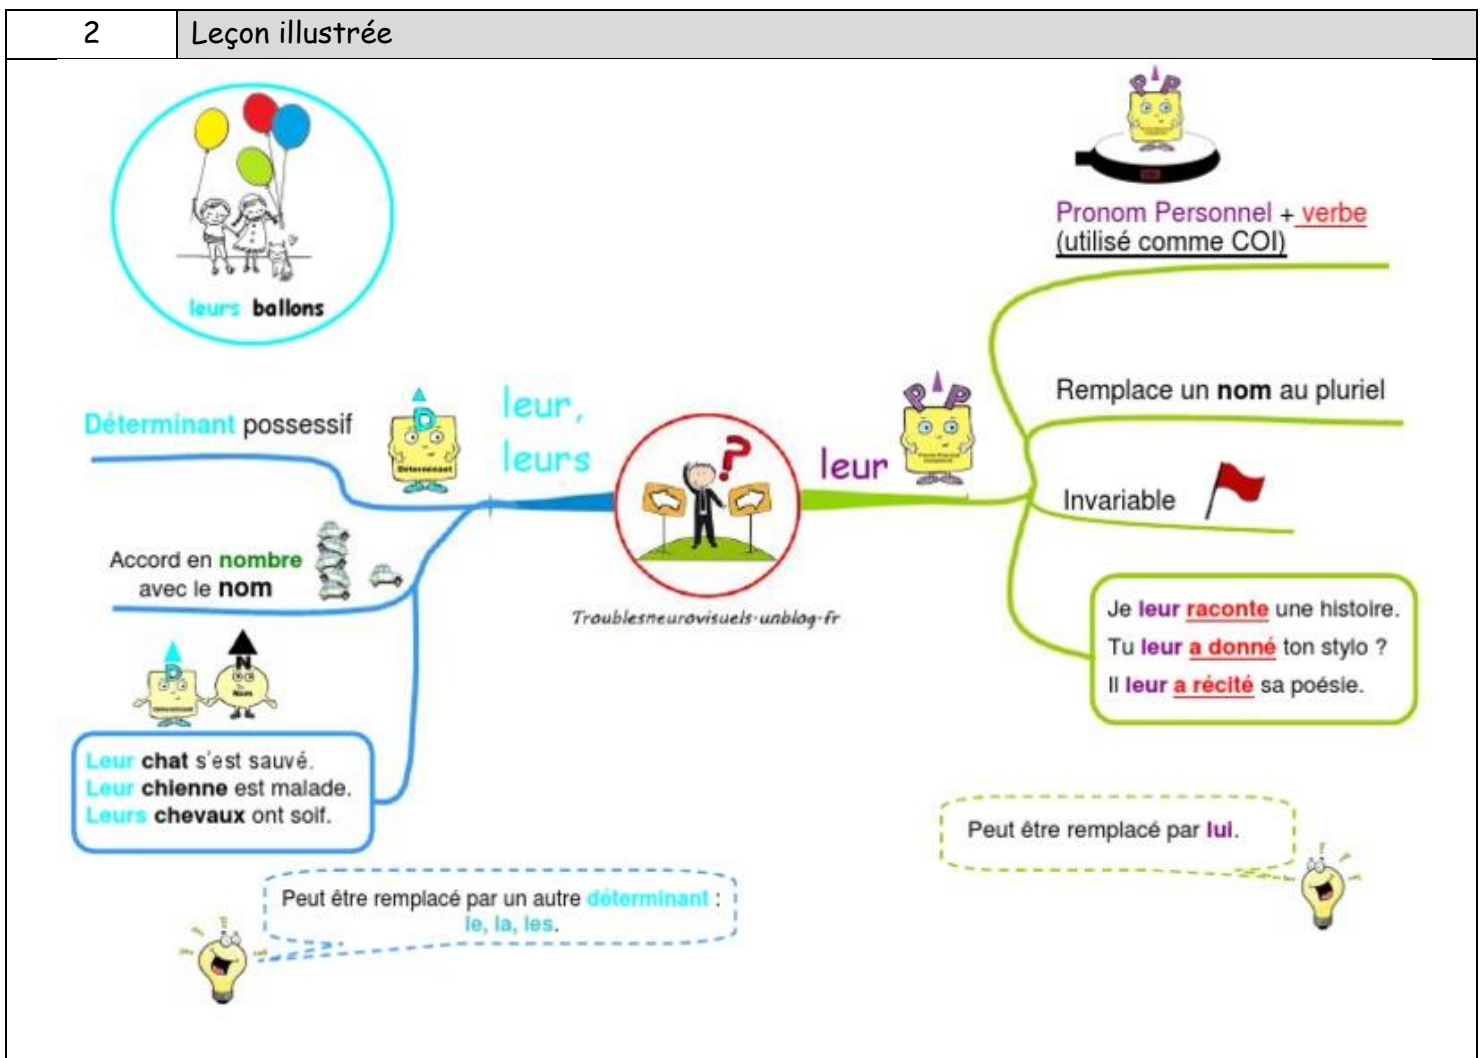 2
Leçon illustrée
leurs ballons
Déterminant possessif
D
Déterminant
leur,
leurs
Accord en nombre
avec le nom
D
Déterminant
N
Nom
Leur chat s'est sauvé.
Leur chienne est malade.
Leurs chevaux ont soif.
Peut être remplacé par un autre déterminant :
le, la, les.
Troublesneurovisuels.unblog.fr
leur
P P
P P
Pronom Personnel + verbe
(utilisé comme COI)
Remplace un nom au pluriel
Invariable
Je leur raconte une histoire.
Tu leur a donné ton stylo ?
Il leur a récité sa poésie.
Peut être remplacé par lui.